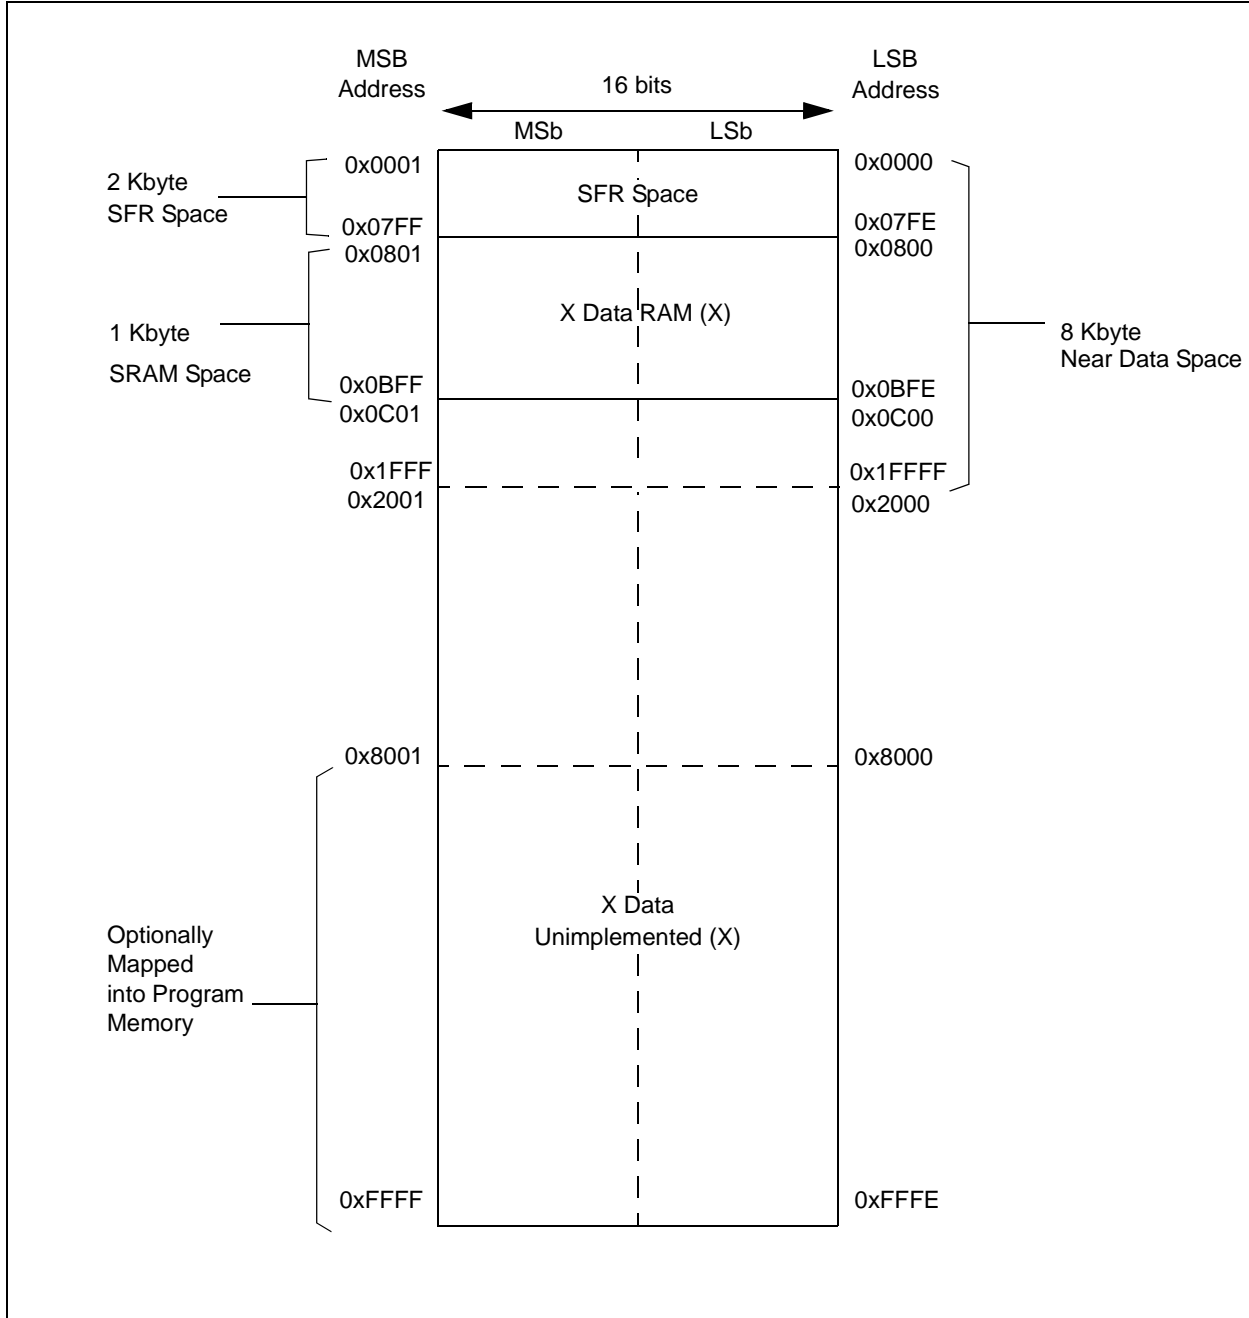 MSB
Address
LSB
Address
16 bits
MSb
LSb
0x0001
0x0000
2 Kbyte
SFR Space
SFR Space
0x07FF
0x07FE
0x0801
0x0800
X Data RAM (X)
1 Kbyte
SRAM Space
8 Kbyte
Near Data Space
0x0BFF
0x0BFE
0x0C01
0x0C00
0x1FFF
0x1FFFF
0x2001
0x2000
0x8001
0x8000
X Data
Unimplemented (X)
Optionally
Mapped
into Program
Memory
0xFFFF
0xFFFE